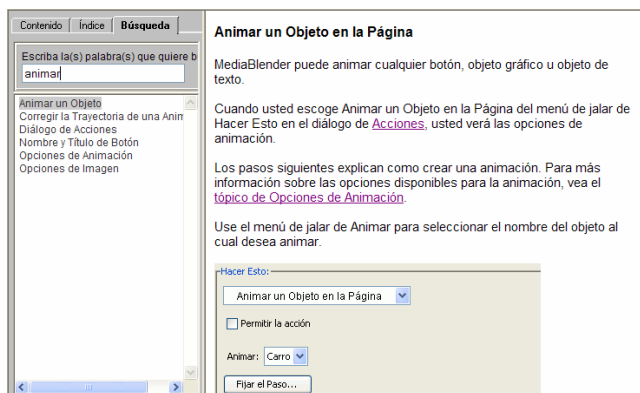 Contenido Índice Búsqueda
Escriba la(s) palabra(s) que quiere b
animar
Animar un Objeto
Corregir la Trayectoria de una Anim
Diálogo de Acciones
Nombre y Título de Botón
Opciones de Animación
Opciones de Imagen
Animar un Objeto en la Página
MediaBlender puede animar cualquier botón, objeto gráfico u objeto de
texto.
Cuando usted escoge Animar un Objeto en la Página del menú de jalar de
Hacer Esto en el diálogo de Acciones, usted verá las opciones de
animación.
Los pasos siguientes explican como crear una animación. Para más
información sobre las opciones disponibles para la animación, vea el
tópico de Opciones de Animación.
Use el menú de jalar de Animar para seleccionar el nombre del objeto al
cual desea animar.
Hacer Esto:
Animar un Objeto en la Página
Permitir la acción
Animar: Carro
Fijar el Paso...